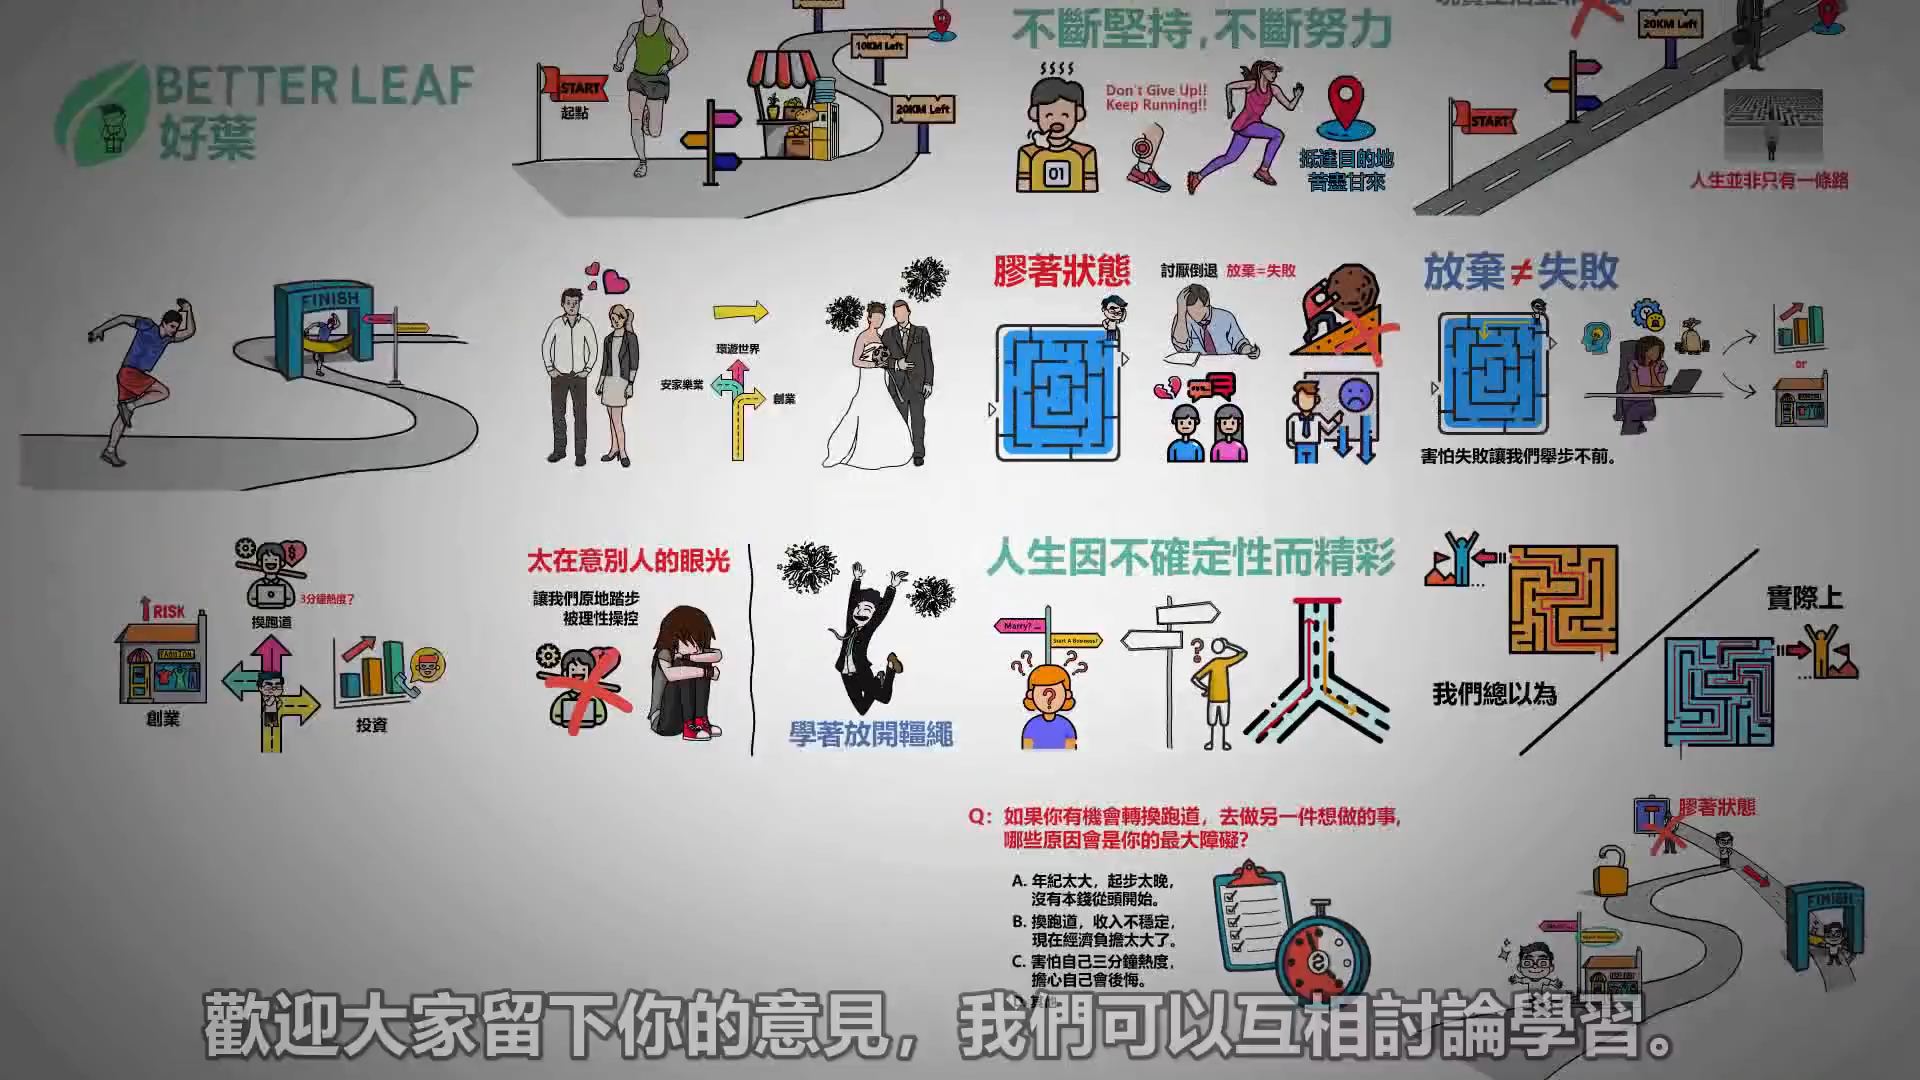 BETTER LEAF
好葉
START
起點
10KM Left
20KM Left
不斷堅持，不斷努力
Don't Give Up!!
Keep Running!!
01
抵達目的地
苦盡甘來
START
20KM Left
人生並非只有一條路
FINISH
環遊世界
安家樂業
創業
膠著狀態
討厭倒退 放棄=失敗
放棄≠失敗
or
害怕失敗讓我們舉步不前。
3分鐘熱度?
換跑道
RISK
FASHION
創業
投資
太在意別人的眼光
讓我們原地踏步
被理性操控
學著放開韁繩
人生因不確定性而精彩
Marry? ...
Start A Business?
我們總以為
實際上
Q：如果你有機會轉換跑道，去做另一件想做的事,
哪些原因會是你的最大障礙?
A. 年紀太大，起步太晚，
沒有本錢從頭開始。
B. 換跑道，收入不穩定，
現在經濟負擔太大了。
C. 害怕自己三分鐘熱度，
擔心自己會後悔。
D. 其他
膠著狀態
FINISH
歡迎大家留下你的意見，我們可以互相討論學習。